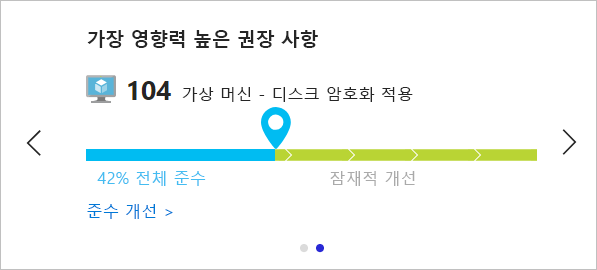 가장 영향력 높은 권장 사항
104 가상 머신 - 디스크 암호화 적용
42% 전체 준수 잠재적 개선
준수 개선 >